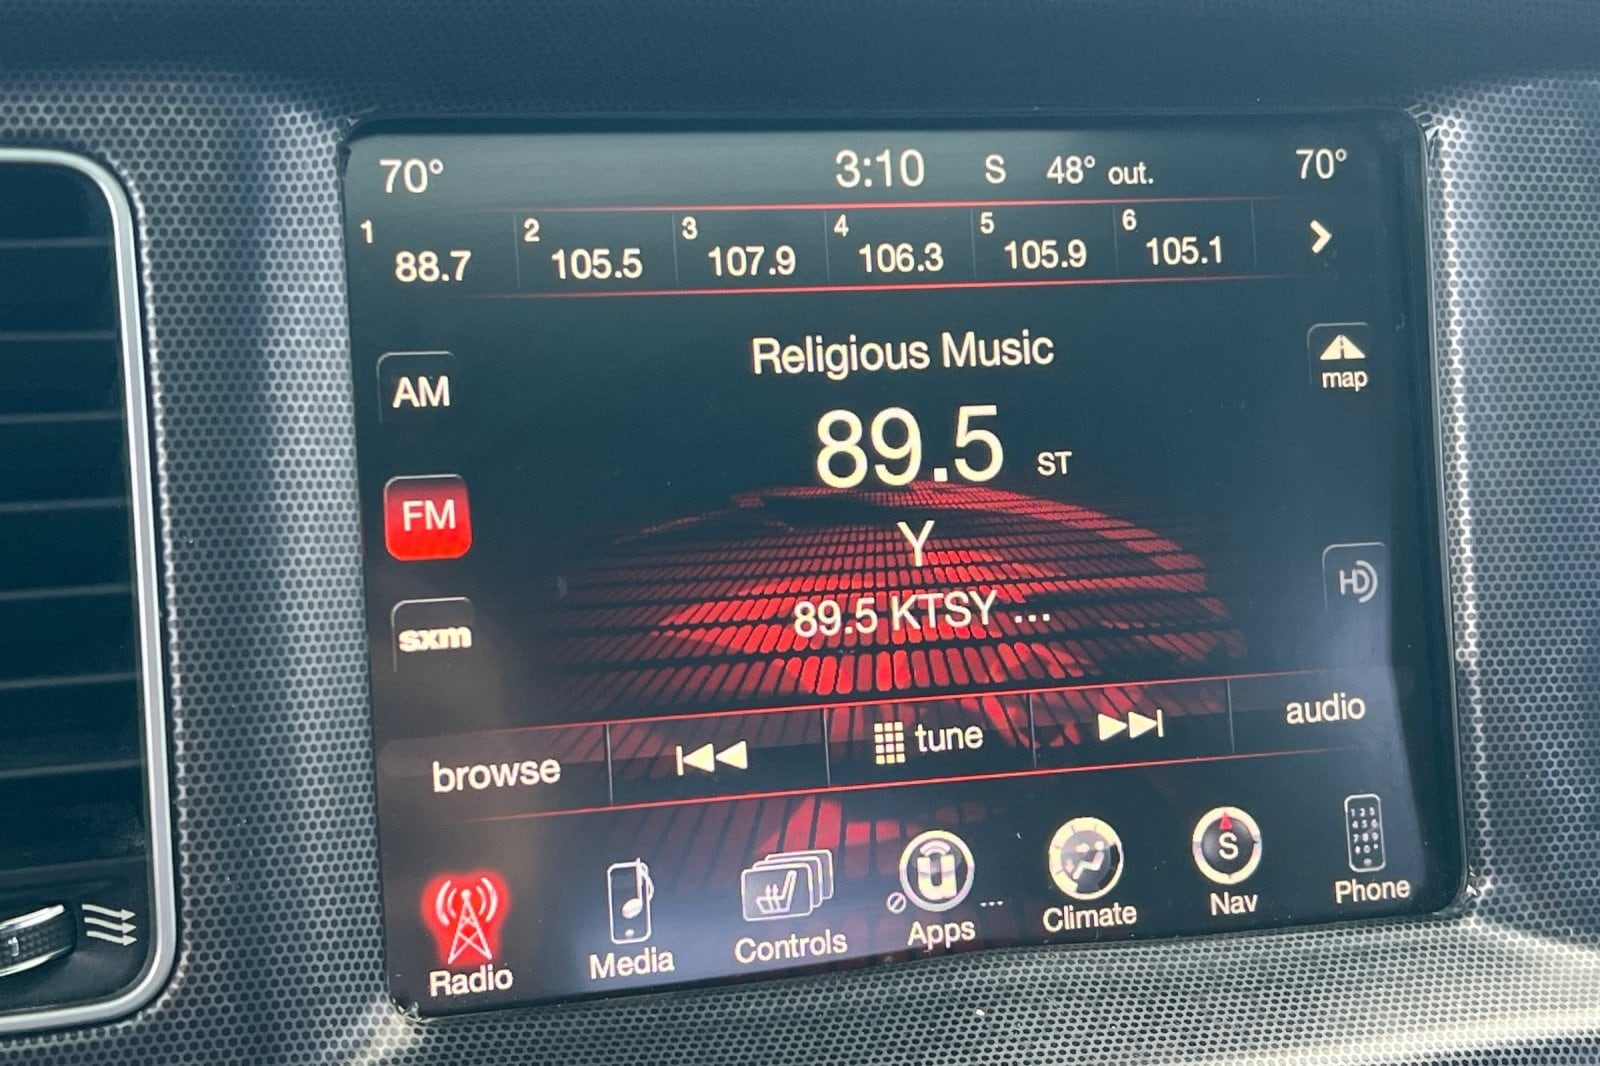 70° 3:10 S 48° out. 70°
1 2 3 4 5 6
88.7 105.5 107.9 106.3 105.9 105.1
Religious Music
map
AM
89.5 ST
FM
Y
HD
89.5 KTSY ...
sxm
browse tune audio
S
Radio Media Controls Apps ... Climate Nav Phone